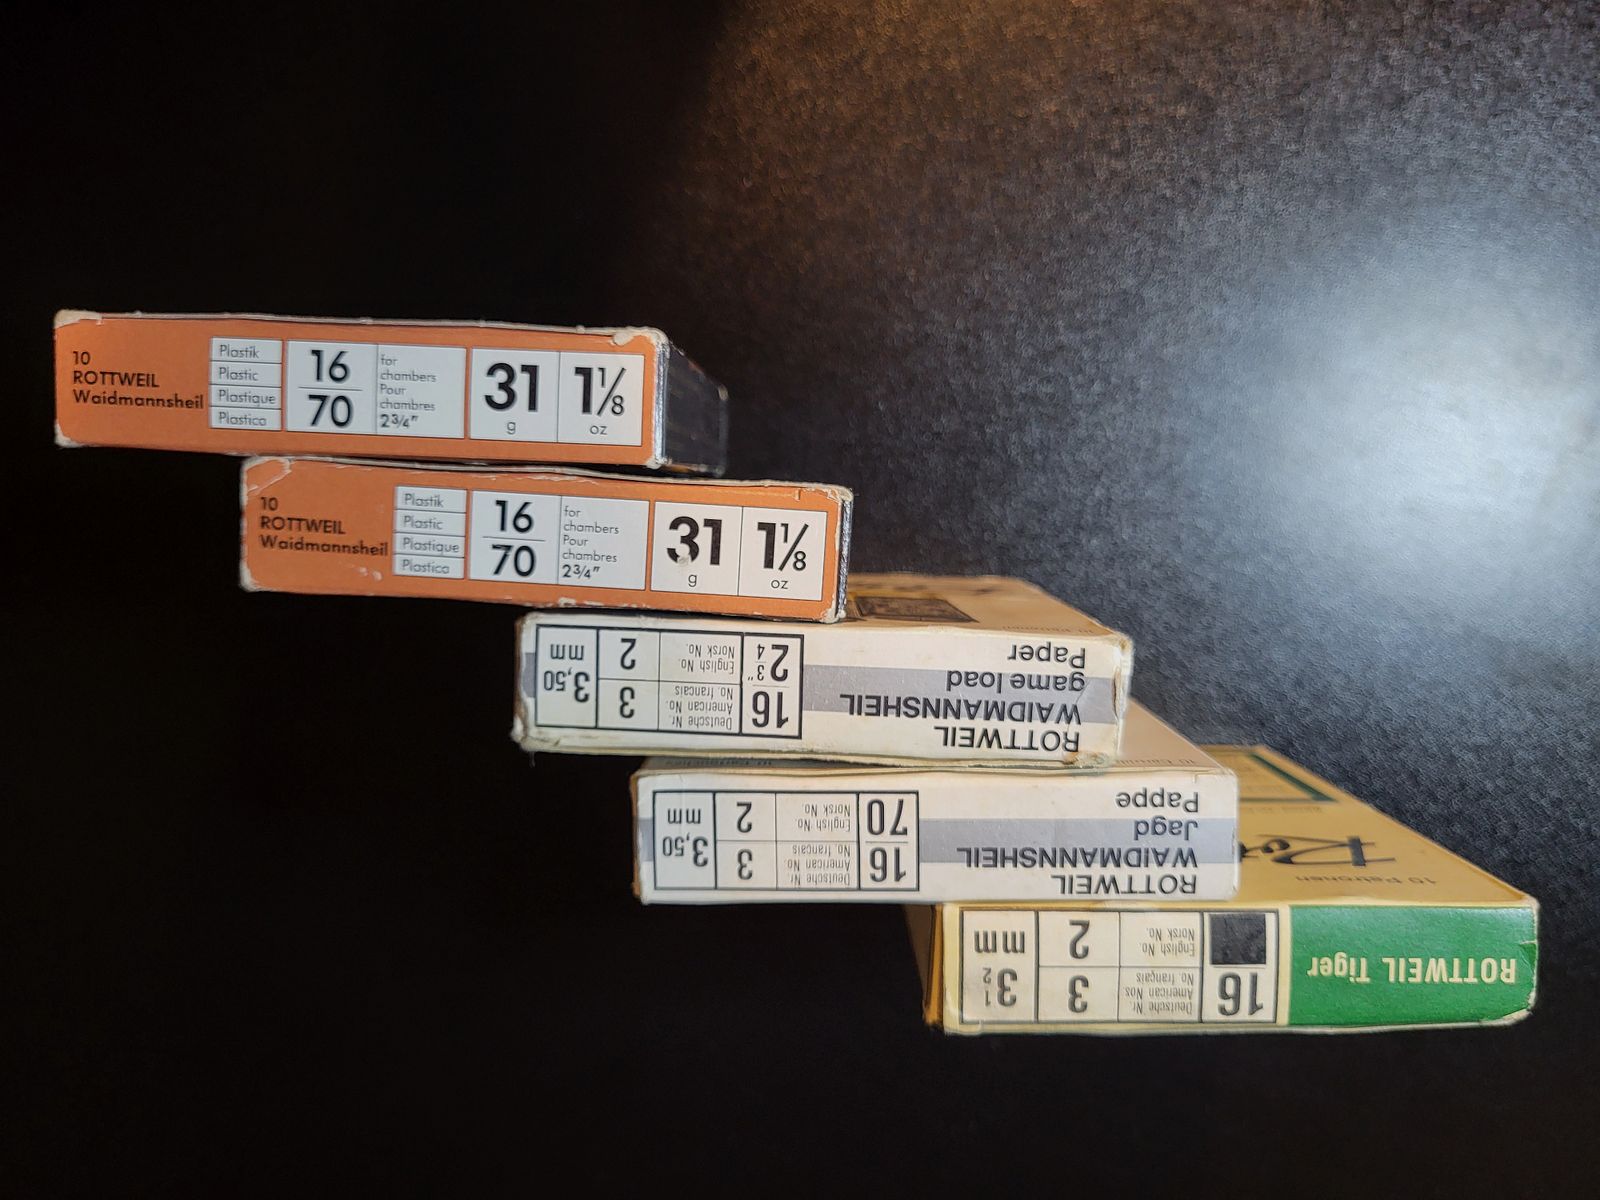 10
ROTTWEIL
Waidmannsheil
Plastik
Plastic
Plastique
Plastica
16
70
for
chambers
Pour
chambres
2¾"
31
g
1⅛
oz
10
ROTTWEIL
Waidmannsheil
Plastik
Plastic
Plastique
Plastica
16
70
for
chambers
Pour
chambres
2¾"
31
g
1⅛
oz
ROTTWEIL
WAIDMANNSHEIL
game load
Paper
16
2¾"
Deutsche Nr.
American No.
No. francais
English No.
Norsk No.
3
2
3,50
mm
ROTTWEIL
WAIDMANNSHEIL
Jagd
Pappe
16
70
Deutsche Nr.
American No.
No. francais
English No.
Norsk No.
3
2
3,50
mm
10 Patronen
ROTTWEIL Tiger
16
Deutsche Nr.
American Nos
No. français
English No.
Norsk No.
3
2
3½
mm